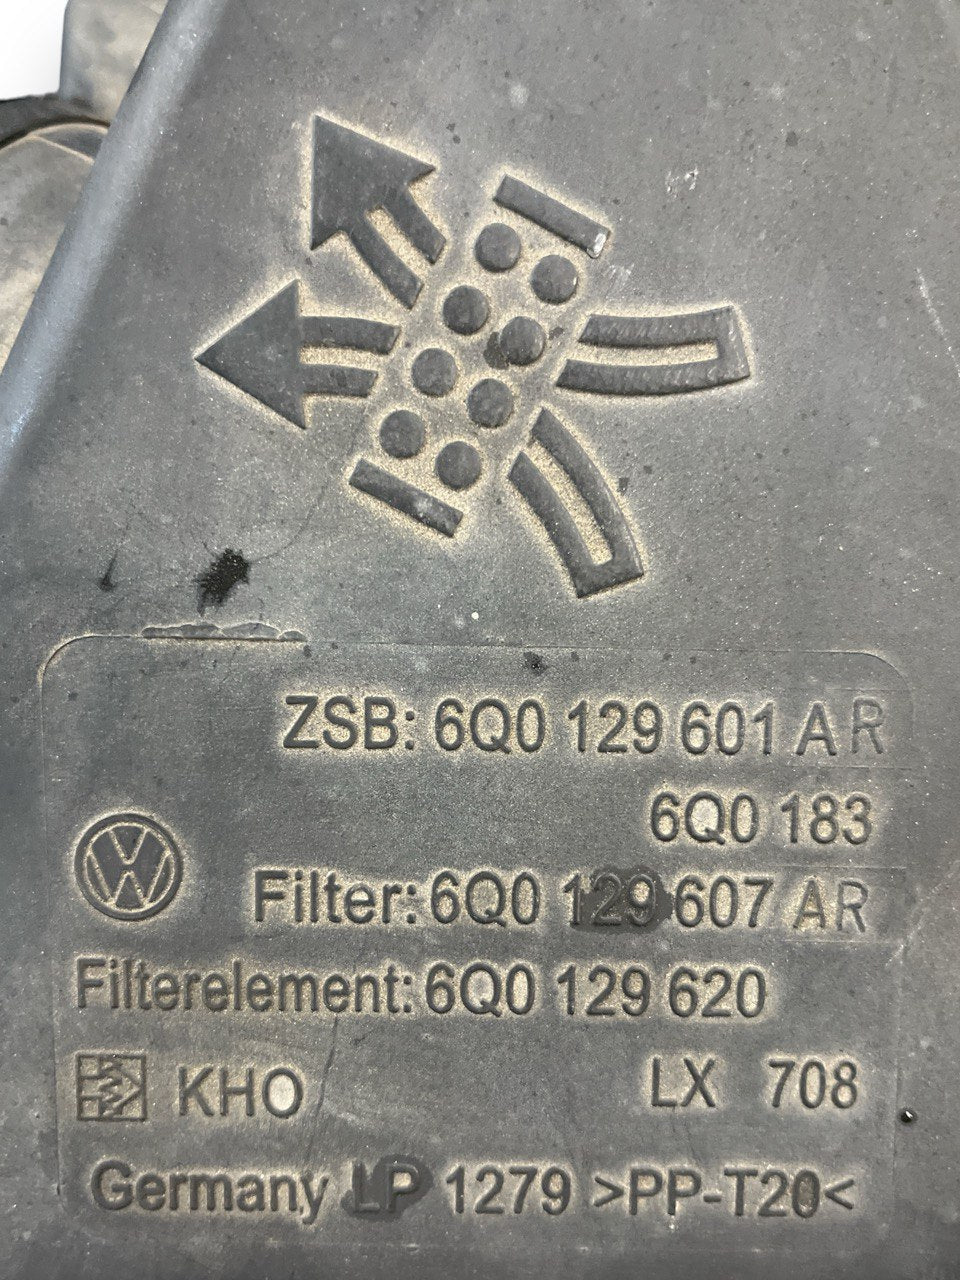 ZSB: 6Q0 129 601 AR
6Q0 183
Filter: 6Q0 129 607 AR
Filterelement: 6Q0 129 620
KHO LX 708
Germany LP 1279 >PP-T20<